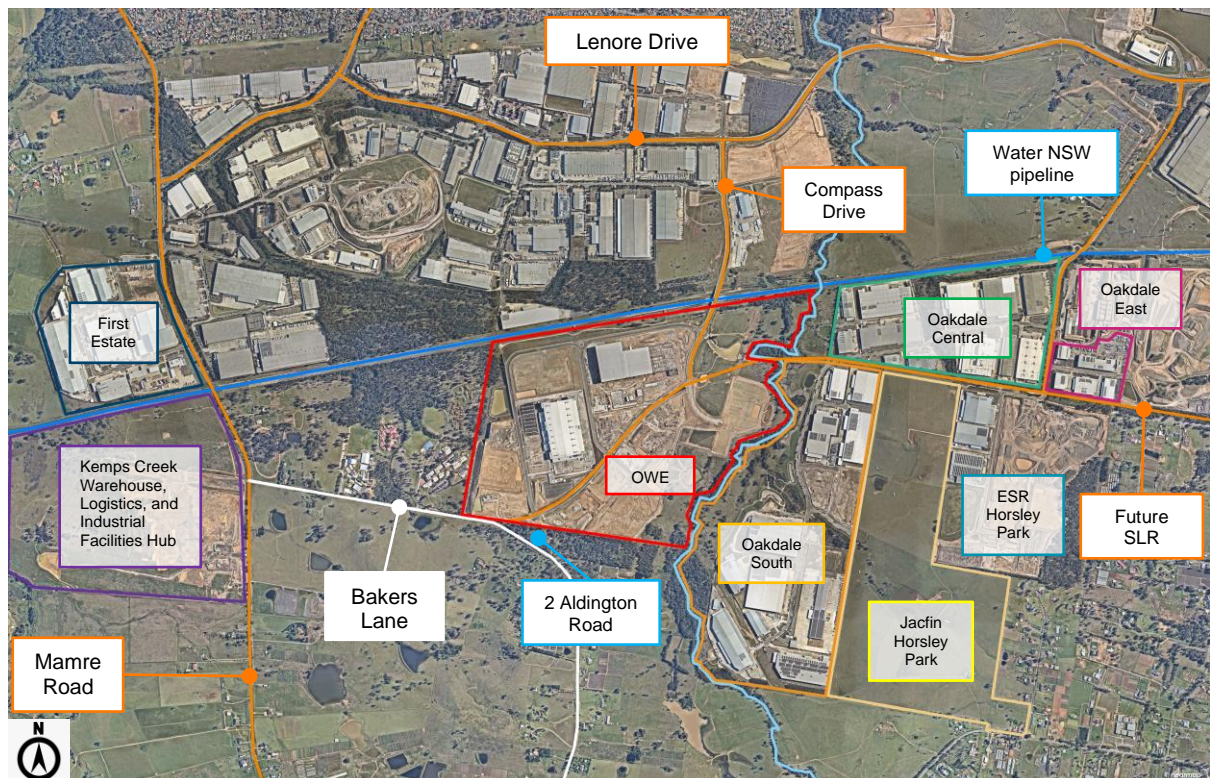 Lenore Drive
Water NSW
pipeline
Compass
Drive
First
Estate
Oakdale
Central
Oakdale
East
Kemps Creek
Warehouse,
Logistics, and
Industrial
Facilities Hub
OWE
ESR
Horsley
Park
Future
SLR
Oakdale
South
Bakers
Lane
2 Aldington
Road
Jacfin
Horsley
Park
Mamre
Road
N
nearmap